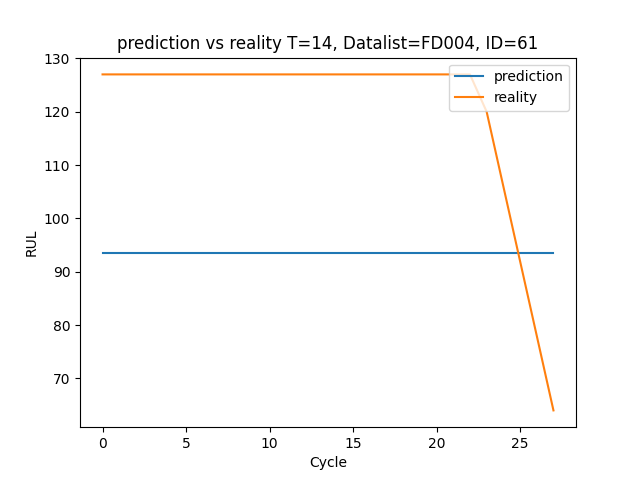 prediction vs reality T=14, Datalist=FD004, ID=61
130
120
110
100
90
80
70
RUL
prediction
reality
0 5 10 15 20 25
Cycle